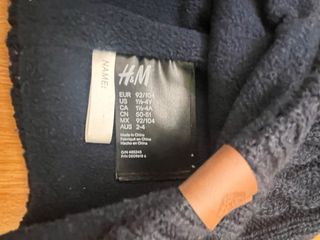 NAME:
H&M
EUR 92/104
US 1½-4Y
CA 1½-4A
CN 50-51
MX 92/104
AUS 2-4
Made in China
Fabriqué en Chine
Hecho en China